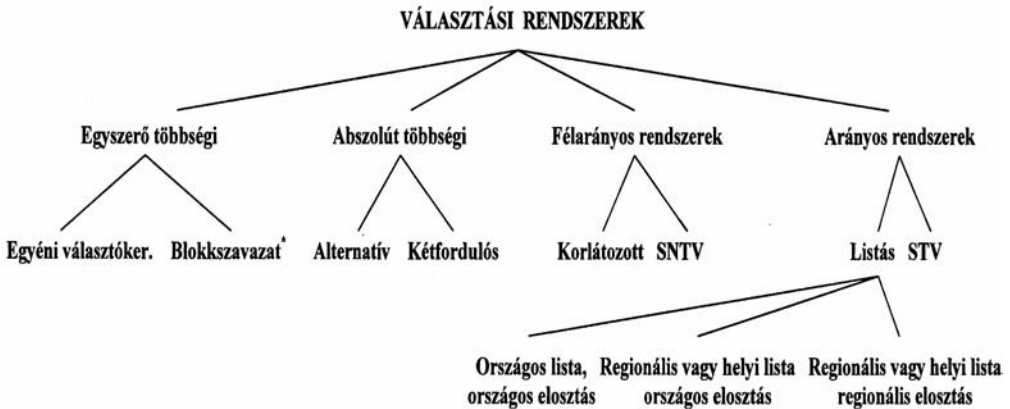 VÁLASZTÁSI RENDSZEREK
Egyszerő többségi Abszolút többségi Félarányos rendszerek Arányos rendszerek
Egyéni választóker. Blokkszavazat* Alternatív Kétfordulós Korlátozott SNTV Listás STV
Országos lista, Regionális vagy helyi lista Regionális vagy helyi lista
országos elosztás országos elosztás regionális elosztás